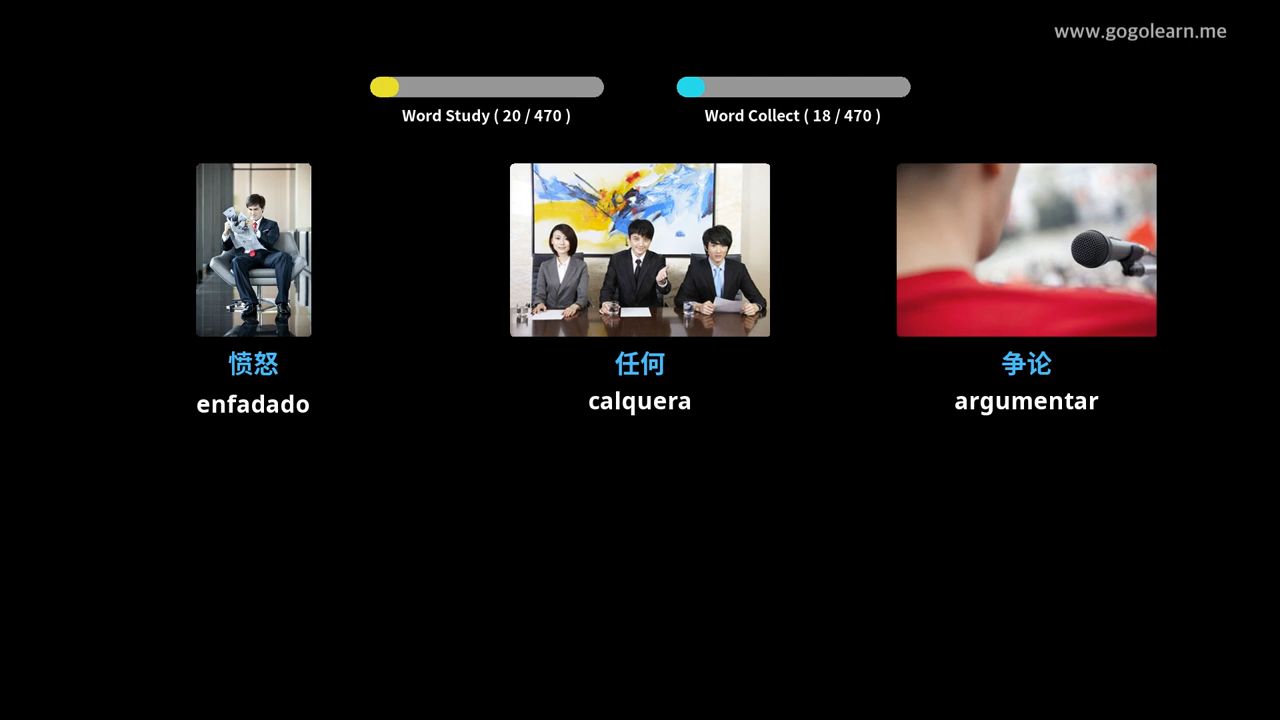 www.gogolearn.me
Word Study ( 20 / 470 )
Word Collect ( 18 / 470 )
愤怒
任何
争论
enfadado
calquera
argumentar